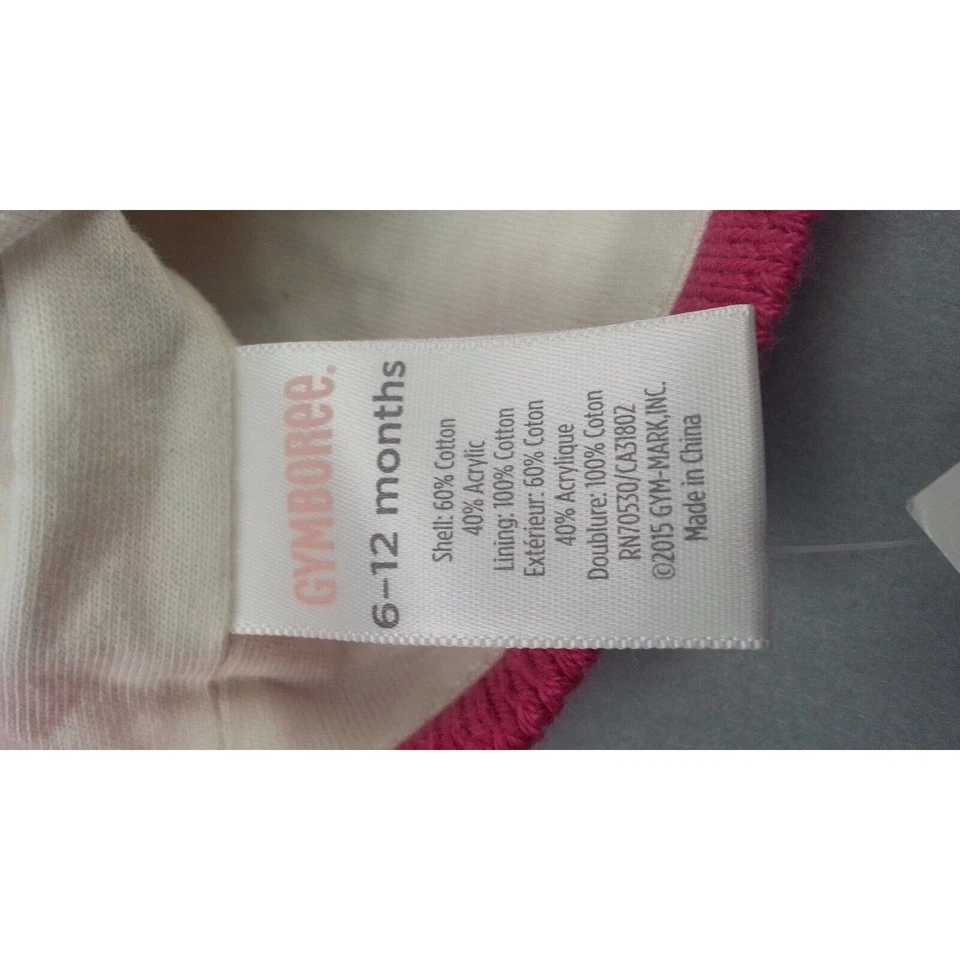 GYMBOREE.
6-12 months
Shell: 60% Cotton
40% Acrylic
Lining: 100% Cotton
Extérieur: 60% Coton
40% Acrylique
Doublure: 100% Coton
RN70530/CA31802
©2015 GYM-MARK,INC.
Made in China